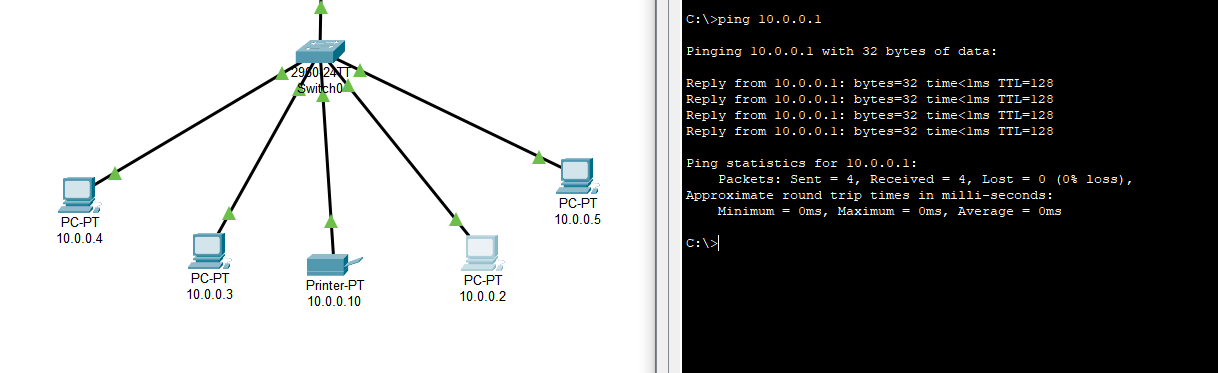 2960-24TT
Switch0
PC-PT
10.0.0.4
PC-PT
10.0.0.3
Printer-PT
10.0.0.10
PC-PT
10.0.0.2
PC-PT
10.0.0.5
C:\>ping 10.0.0.1
Pinging 10.0.0.1 with 32 bytes of data:
Reply from 10.0.0.1: bytes=32 time<1ms TTL=128
Reply from 10.0.0.1: bytes=32 time<1ms TTL=128
Reply from 10.0.0.1: bytes=32 time<1ms TTL=128
Reply from 10.0.0.1: bytes=32 time<1ms TTL=128
Ping statistics for 10.0.0.1:
    Packets: Sent = 4, Received = 4, Lost = 0 (0% loss),
Approximate round trip times in milli-seconds:
    Minimum = 0ms, Maximum = 0ms, Average = 0ms
C:\>